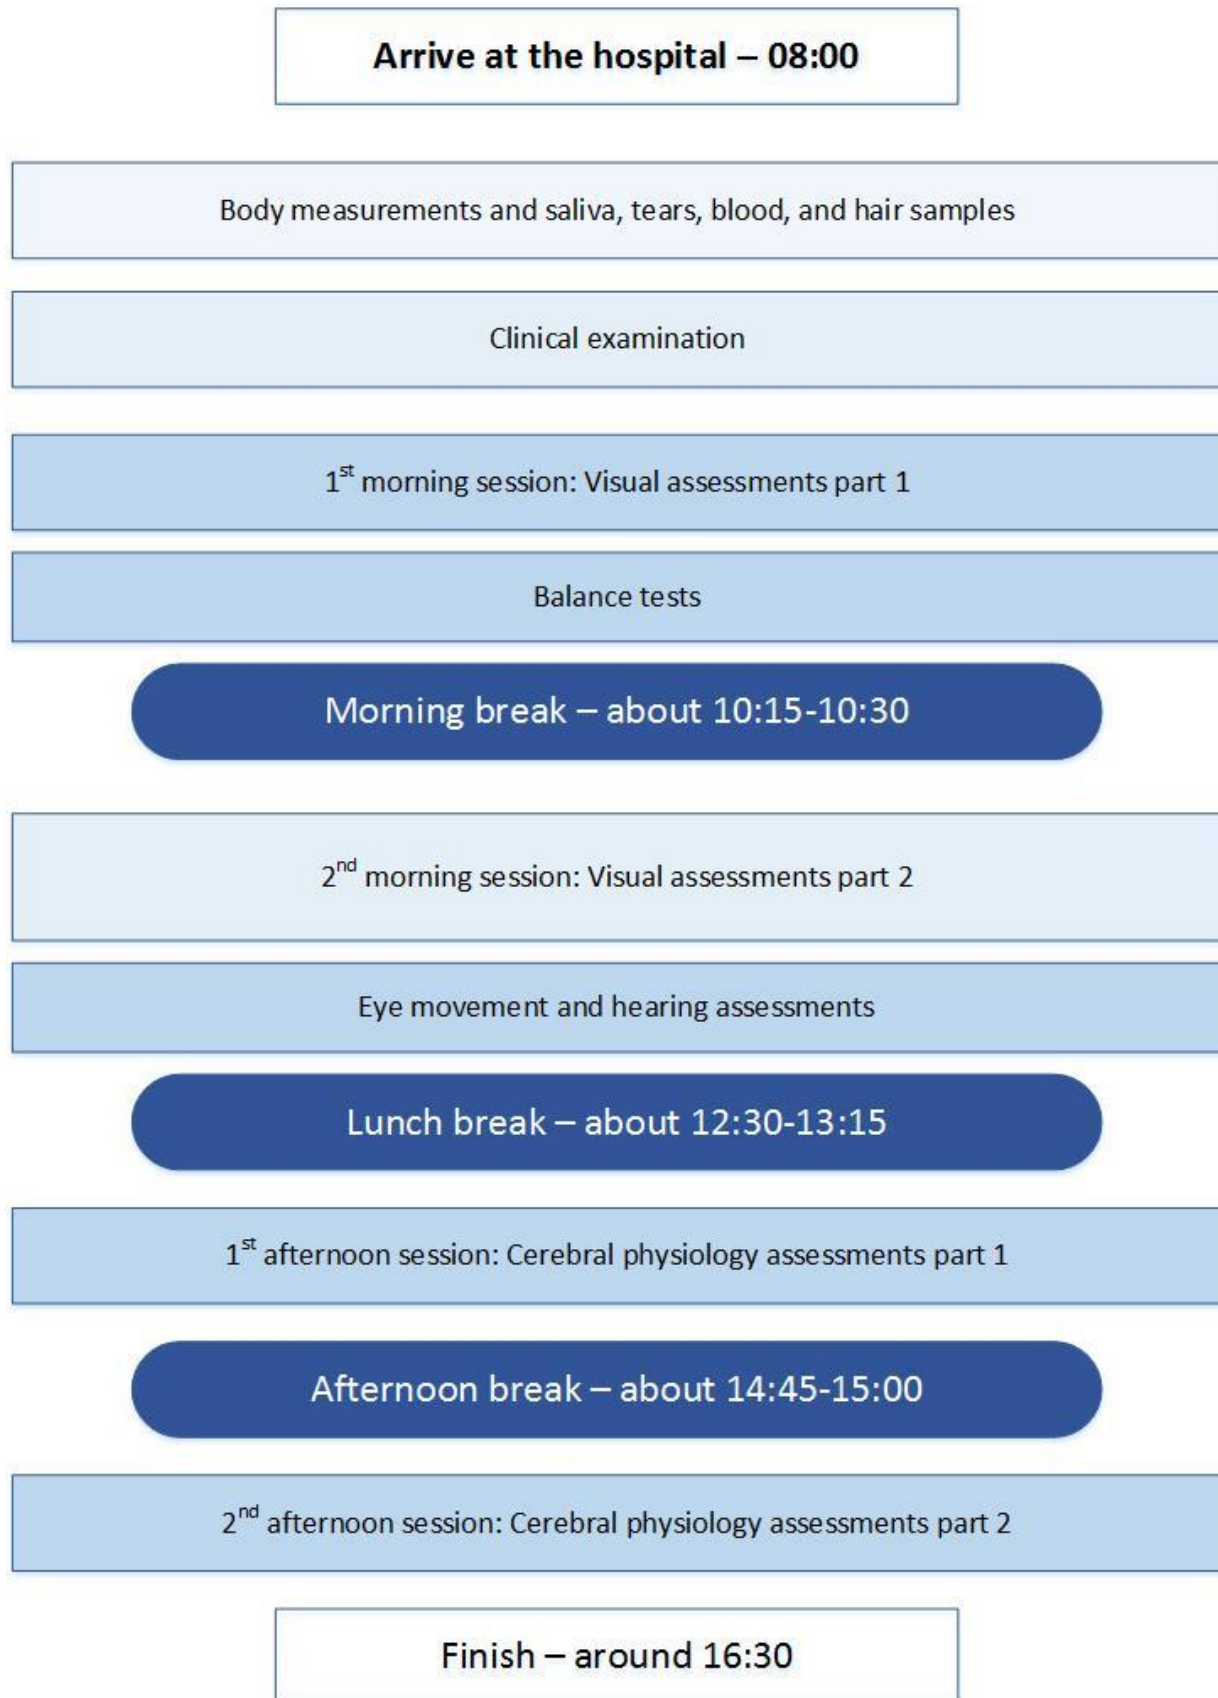 Arrive at the hospital – 08:00
Body measurements and saliva, tears, blood, and hair samples
Clinical examination
1st morning session: Visual assessments part 1
Balance tests
Morning break – about 10:15-10:30
2nd morning session: Visual assessments part 2
Eye movement and hearing assessments
Lunch break – about 12:30-13:15
1st afternoon session: Cerebral physiology assessments part 1
Afternoon break – about 14:45-15:00
2nd afternoon session: Cerebral physiology assessments part 2
Finish – around 16:30